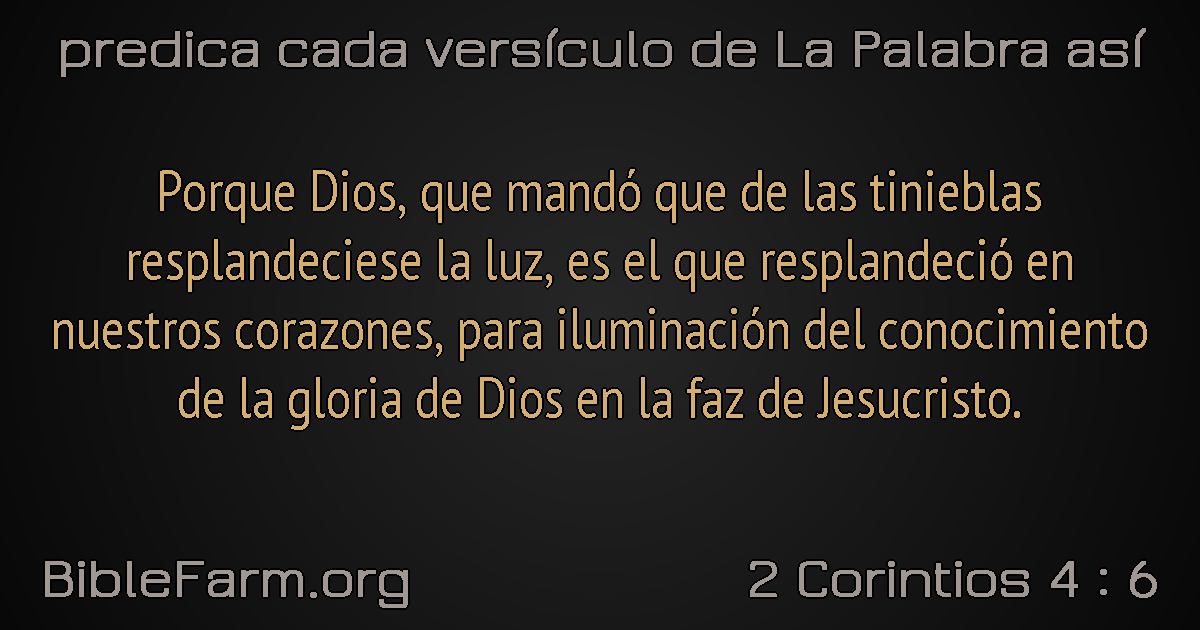 predica cada versículo de La Palabra así
Porque Dios, que mandó que de las tinieblas
resplandeciese la luz, es el que resplandeció en
nuestros corazones, para iluminación del conocimiento
de la gloria de Dios en la faz de Jesucristo.
BibleFarm.org
2 Corintios 4 : 6